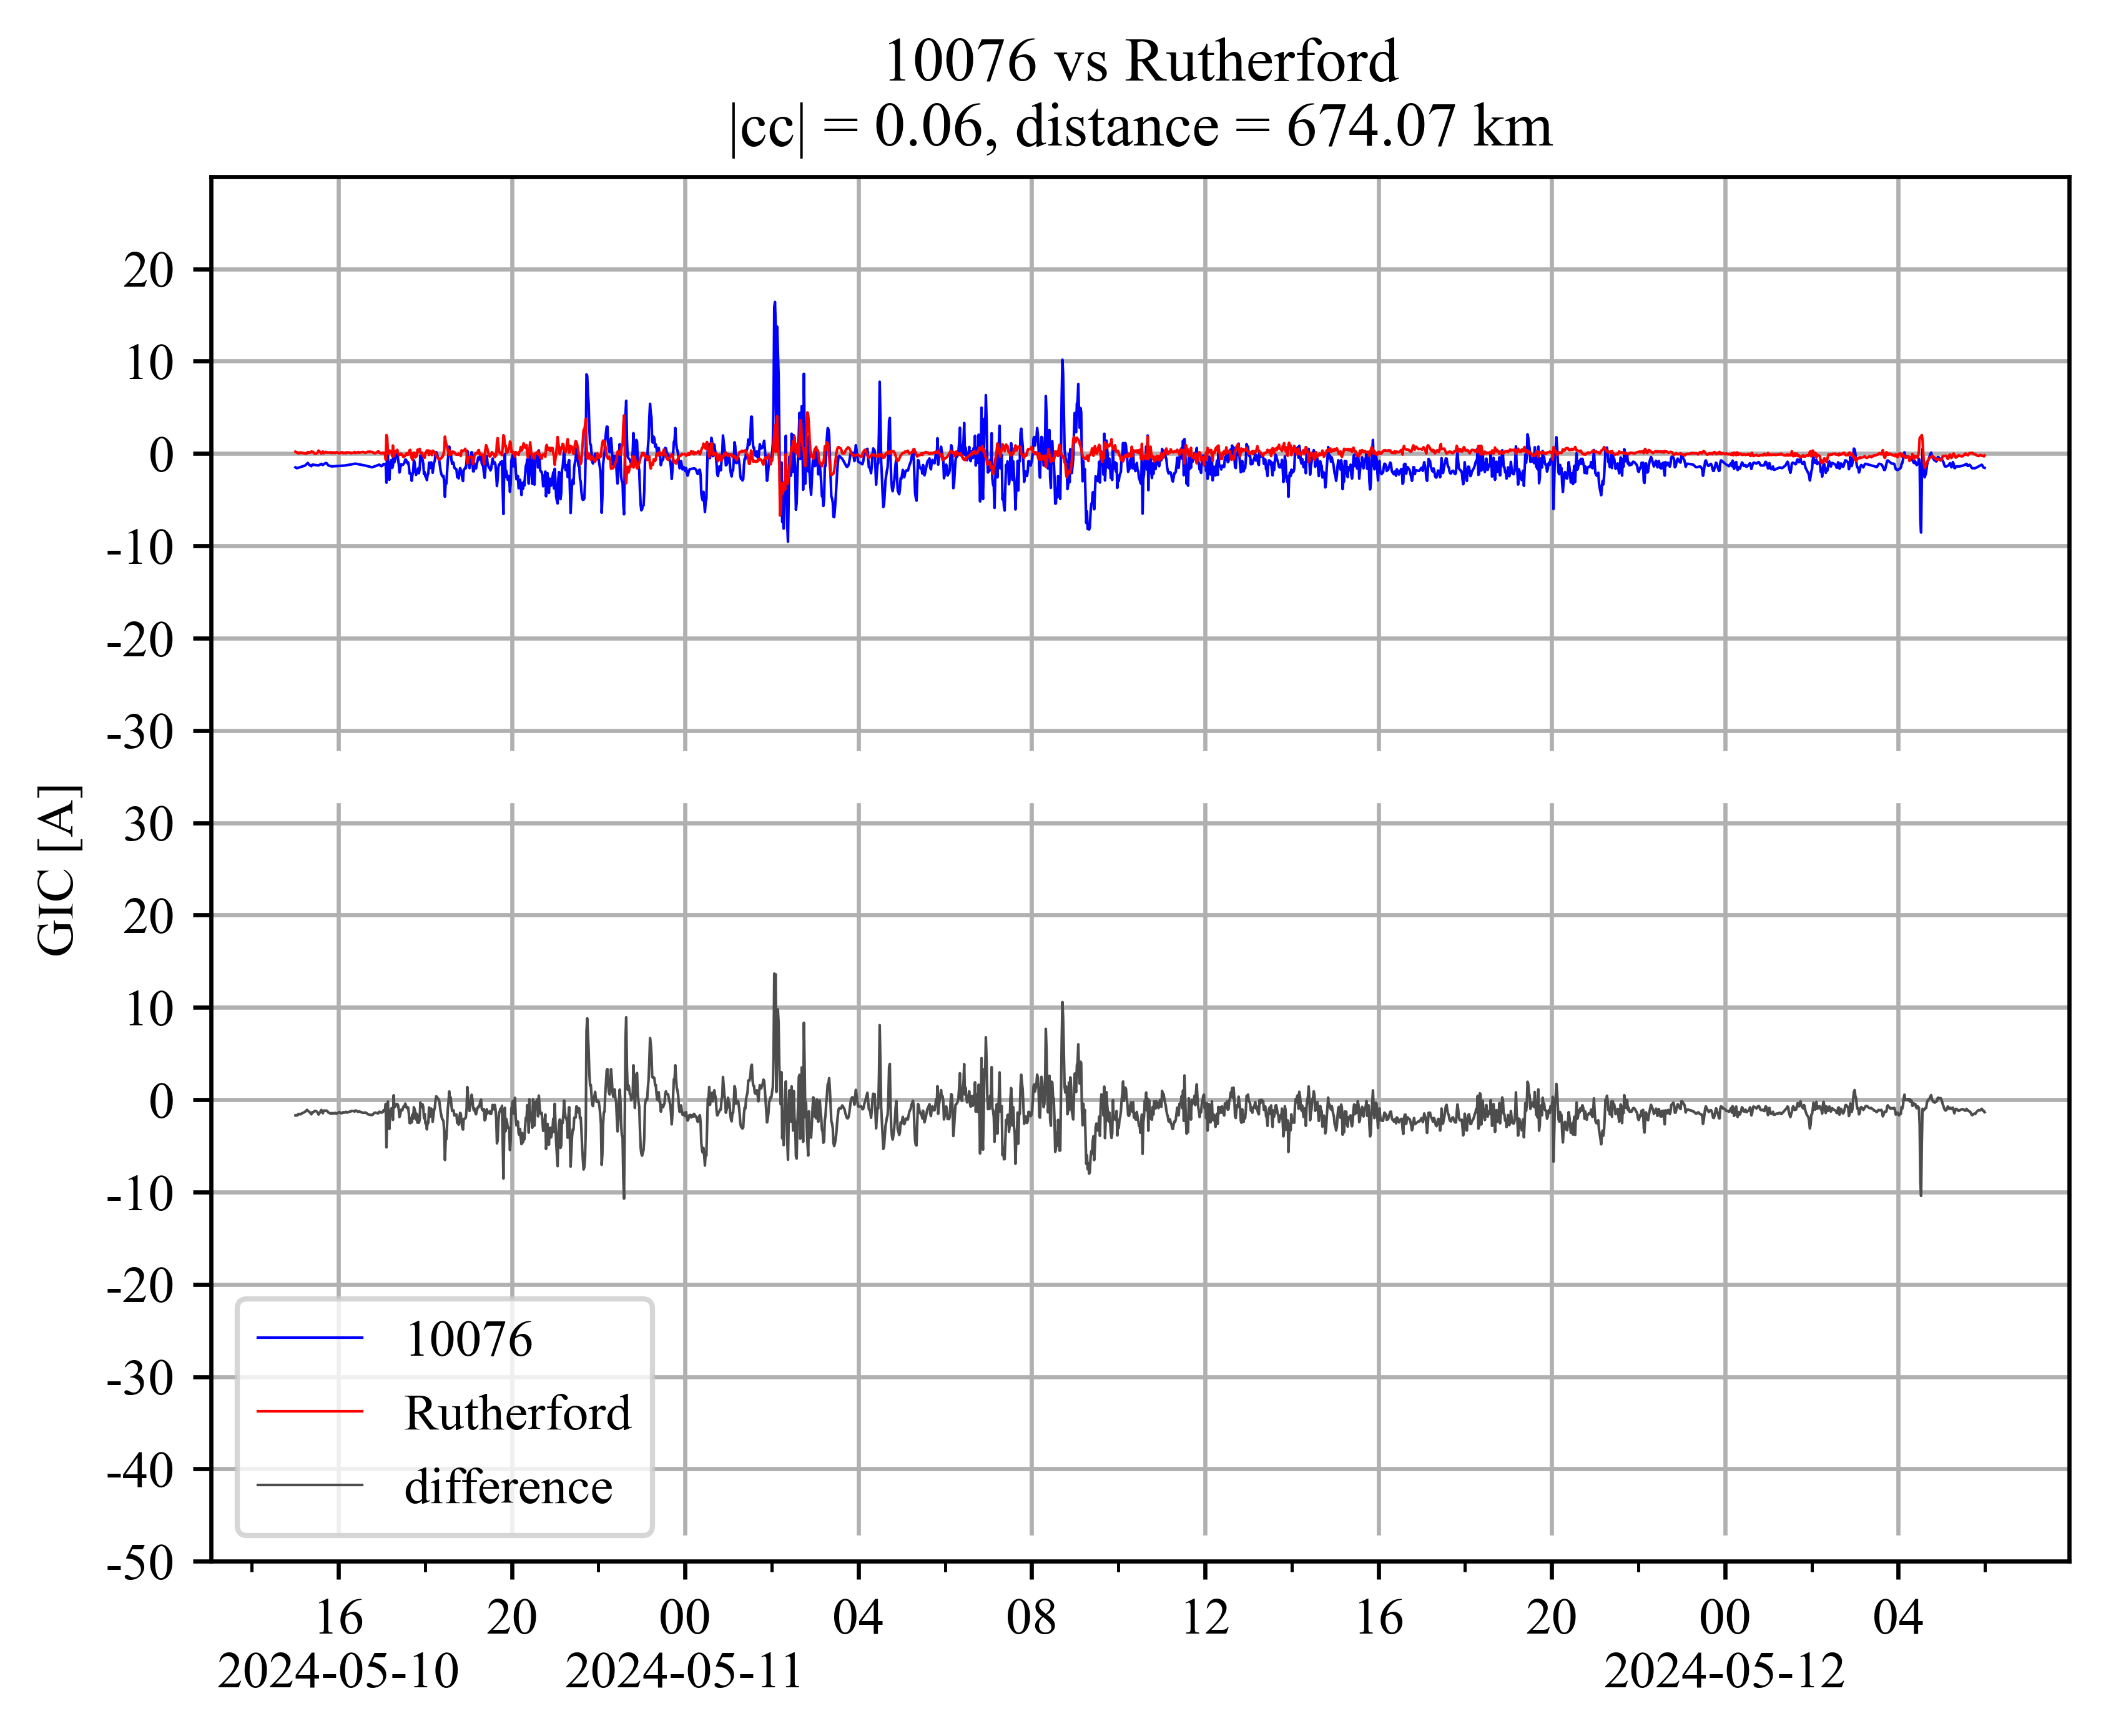 10076 vs Rutherford
|cc| = 0.06, distance = 674.07 km
GIC [A]
20
10
0
-10
-20
-30
30
20
10
0
-10
-20
-30
-40
-50
10076
Rutherford
difference
16 20 00 04 08 12 16 20 00 04
2024-05-10 2024-05-11 2024-05-12